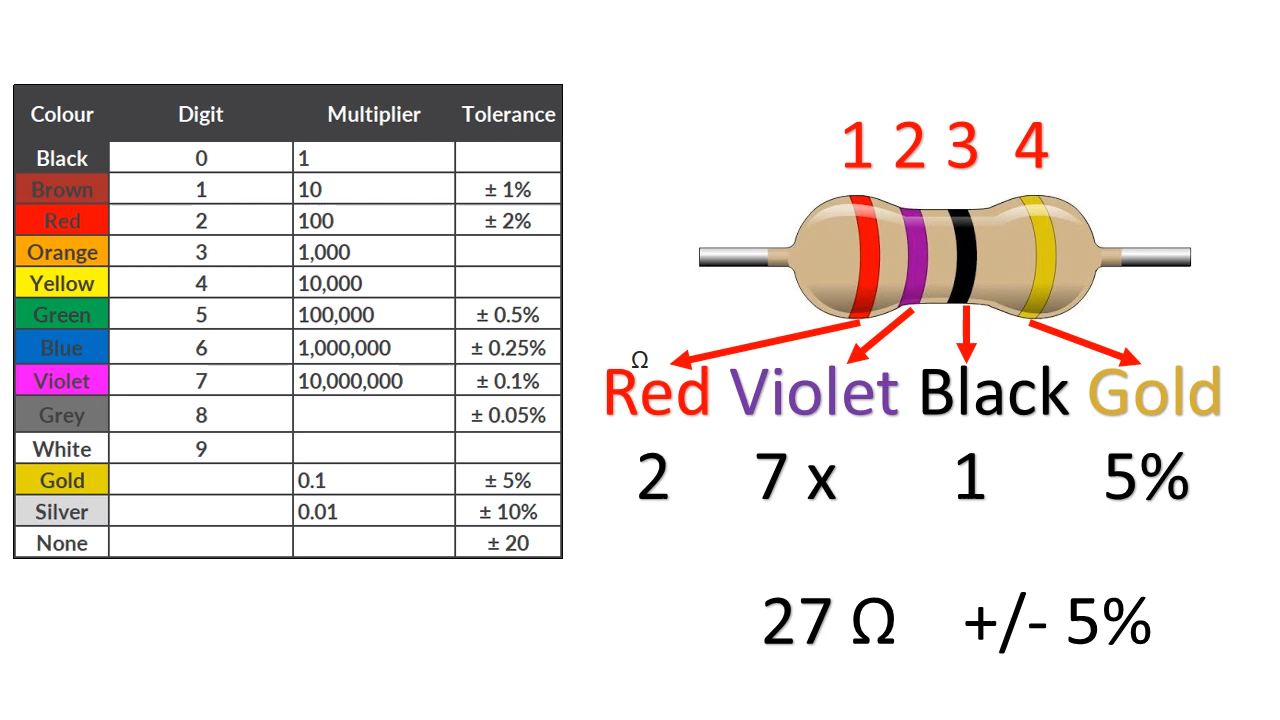 Colour Digit Multiplier Tolerance
Black 0 1
Brown 1 10 ± 1%
Red 2 100 ± 2%
Orange 3 1,000
Yellow 4 10,000
Green 5 100,000 ± 0.5%
Blue 6 1,000,000 ± 0.25%
Violet 7 10,000,000 ± 0.1%
Grey 8 ± 0.05%
White 9
Gold 0.1 ± 5%
Silver 0.01 ± 10%
None ± 20
1 2 3 4
Ω
Red Violet Black Gold
2 7 x 1 5%
27 Ω +/- 5%